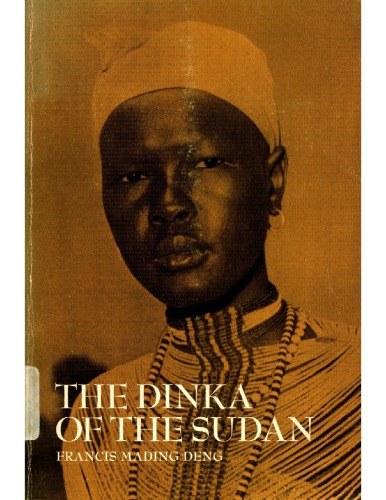 THE DINKA
OF THE SUDAN
FRANCIS MADING DENG